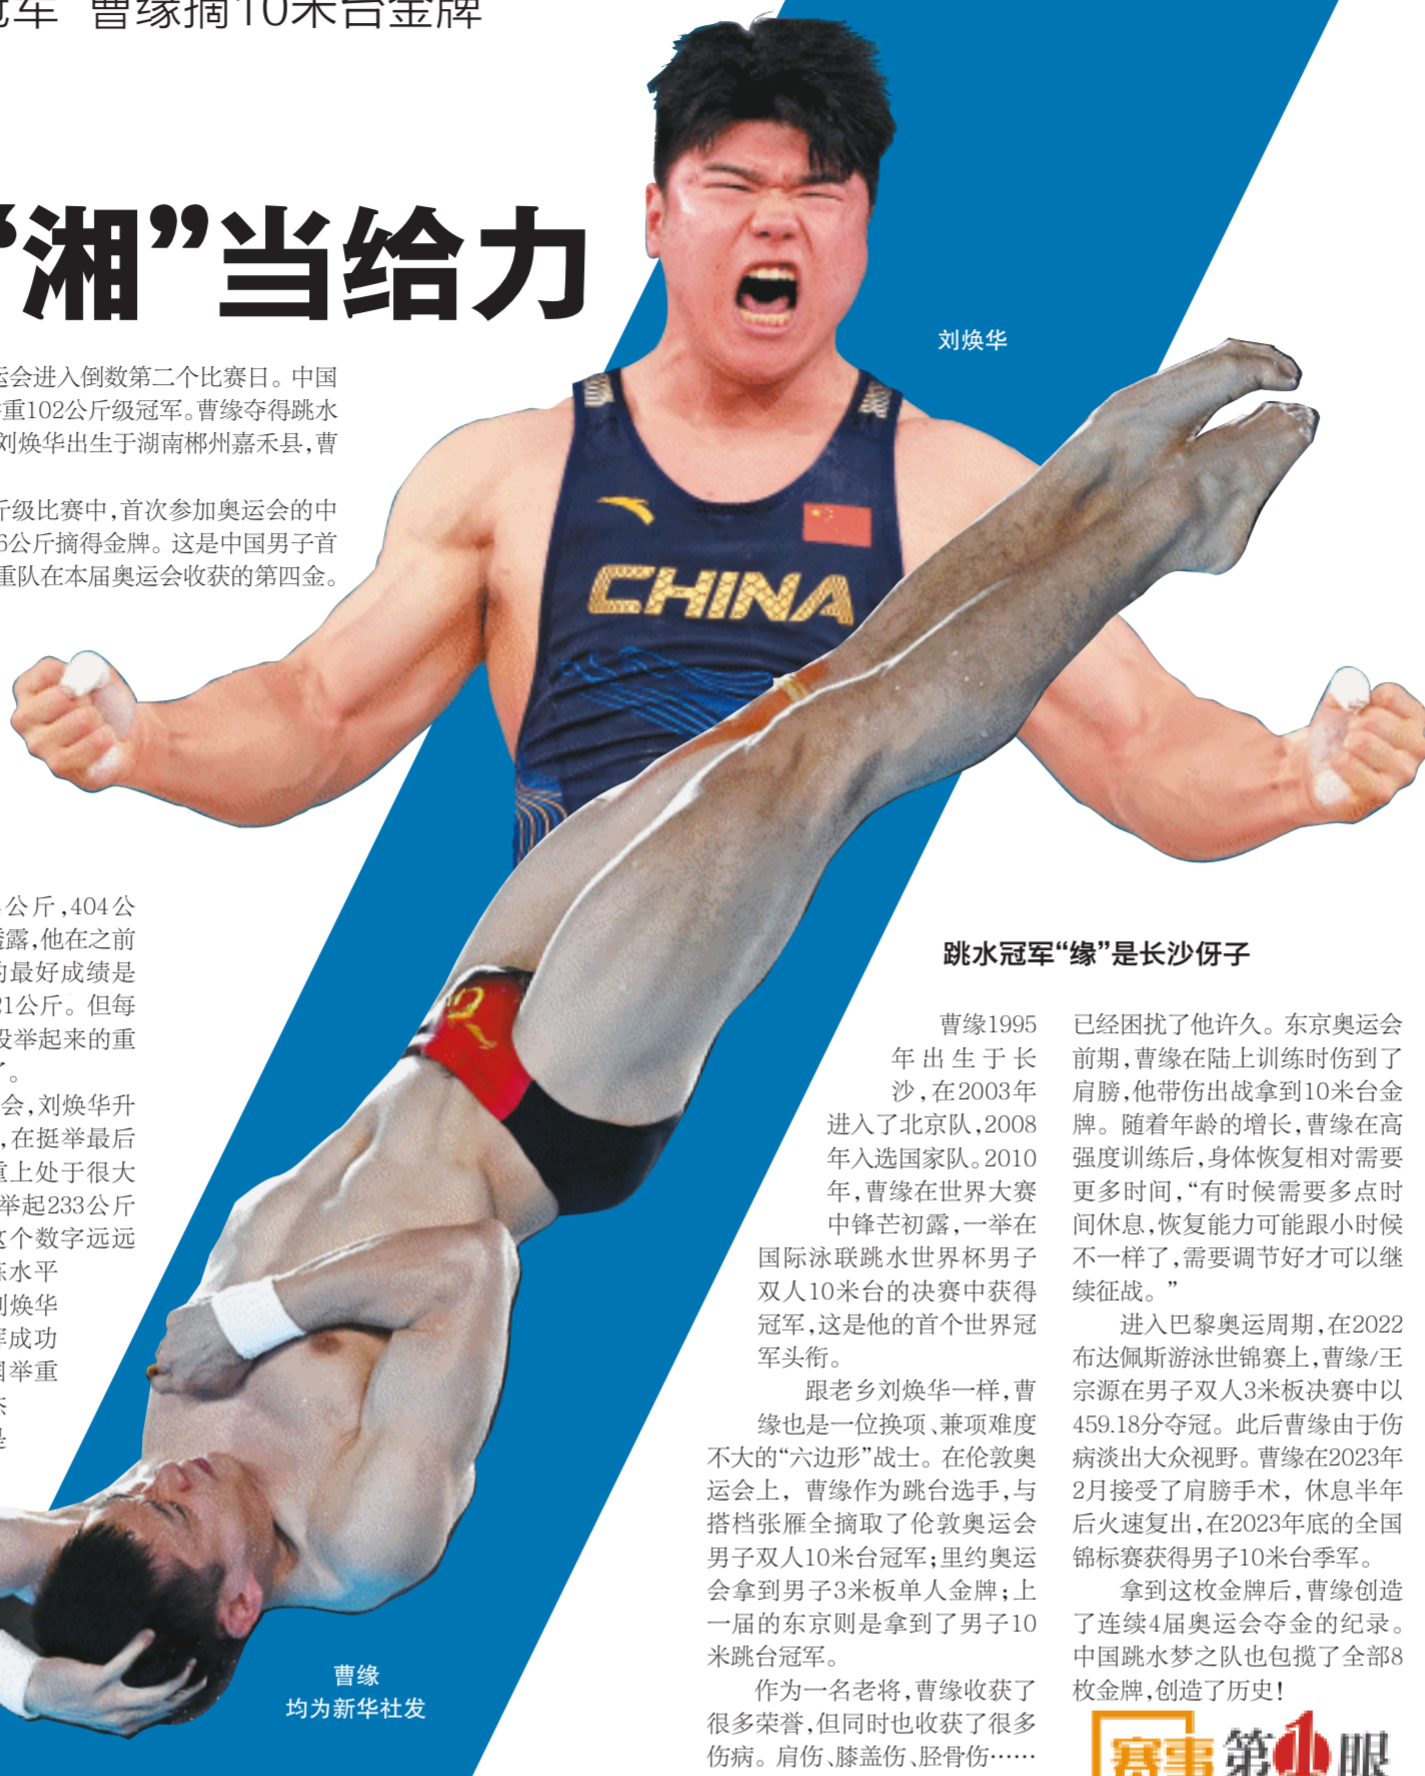 冠军 曹缘摘10米台金牌
“湘”当给力
运会进入倒数第二个比赛日。中国
重102公斤级冠军。曹缘夺得跳水
刘焕华出生于湖南郴州嘉禾县,曹
斤级比赛中,首次参加奥运会的中
6公斤摘得金牌。这是中国男子首
重队在本届奥运会收获的第四金。
刘焕华
CHINA
公斤,404公
透露,他在之前
的最好成绩是
21公斤。但每
没举起来的重
了。
会,刘焕华升
,在挺举最后
重上处于很大
举起233公斤
这个数字远远
练水平
刘焕华
挥成功
国举重
是
曹缘
均为新华社发
跳水冠军“缘”是长沙伢子
曹缘1995
年出生于长
沙,在2003年
进入了北京队,2008
年入选国家队。2010
年,曹缘在世界大赛
中锋芒初露,一举在
国际泳联跳水世界杯男子
双人10米台的决赛中获得
冠军,这是他的首个世界冠
军头衔。
跟老乡刘焕华一样,曹
缘也是一位换项、兼项难度
不大的“六边形”战士。在伦敦奥
运会上,曹缘作为跳台选手,与
搭档张雁全摘取了伦敦奥运会
男子双人10米台冠军;里约奥运
会拿到男子3米板单人金牌;上
一届的东京则是拿到了男子10
米跳台冠军。
作为一名老将,曹缘收获了
很多荣誉,但同时也收获了很多
伤病。肩伤、膝盖伤、胫骨伤……
已经困扰了他许久。东京奥运会
前期,曹缘在陆上训练时伤到了
肩膀,他带伤出战拿到10米台金
牌。随着年龄的增长,曹缘在高
强度训练后,身体恢复相对需要
更多时间,“有时候需要多点时
间休息,恢复能力可能跟小时候
不一样了,需要调节好才可以继
续征战。”
进入巴黎奥运周期,在2022
布达佩斯游泳世锦赛上,曹缘/王
宗源在男子双人3米板决赛中以
459.18分夺冠。此后曹缘由于伤
病淡出大众视野。曹缘在2023年
2月接受了肩膀手术,休息半年
后火速复出,在2023年底的全国
锦标赛获得男子10米台季军。
拿到这枚金牌后,曹缘创造
了连续4届奥运会夺金的纪录。
中国跳水梦之队也包揽了全部8
枚金牌,创造了历史!
赛事第1眼